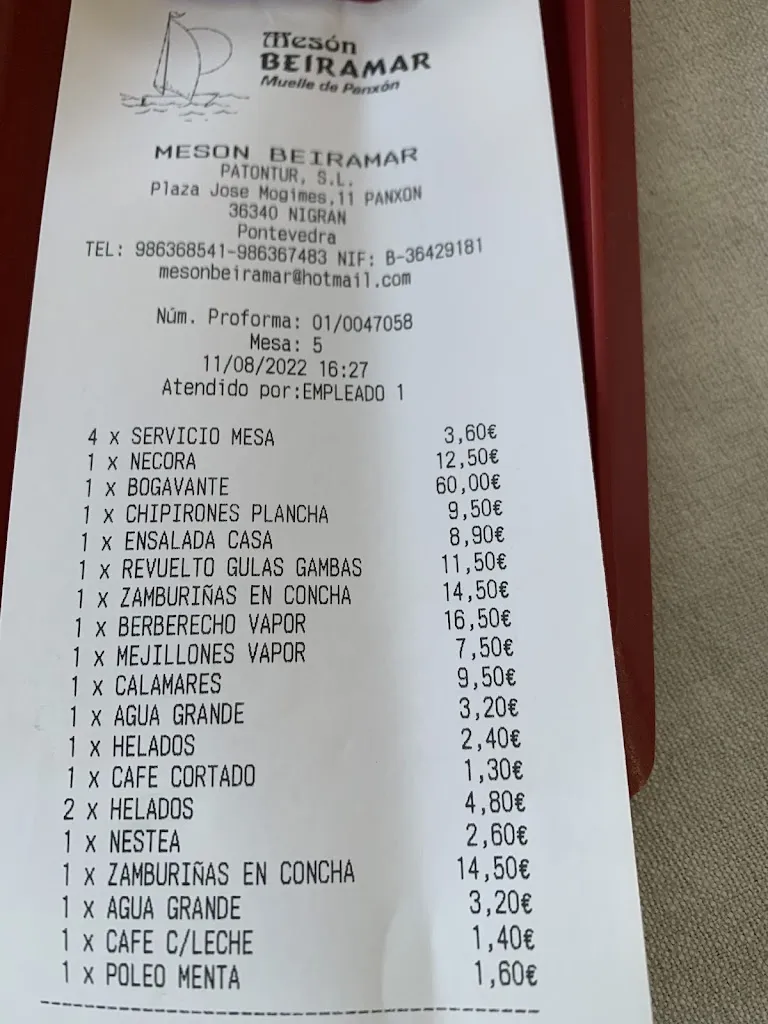 Mesón
BEIRAMAR
Muelle de Panxón
MESON BEIRAMAR
PATONTUR, S.L.
Plaza Jose Mogimes,11 PANXON
36340 NIGRAN
Pontevedra
TEL: 986368541-986367483 NIF: B-36429181
mesonbeiramar@hotmail.com
Núm. Proforma: 01/0047058
Mesa: 5
11/08/2022 16:27
Atendido por:EMPLEADO 1
4 x SERVICIO MESA 3,60€
1 x NECORA 12,50€
1 x BOGAVANTE 60,00€
1 x CHIPIRONES PLANCHA 9,50€
1 x ENSALADA CASA 8,90€
1 x REVUELTO GULAS GAMBAS 11,50€
1 x ZAMBURIÑAS EN CONCHA 14,50€
1 x BERBERECHO VAPOR 16,50€
1 x MEJILLONES VAPOR 7,50€
1 x CALAMARES 9,50€
1 x AGUA GRANDE 3,20€
1 x HELADOS 2,40€
1 x CAFE CORTADO 1,30€
2 x HELADOS 4,80€
1 x NESTEA 2,60€
1 x ZAMBURIÑAS EN CONCHA 14,50€
1 x AGUA GRANDE 3,20€
1 x CAFE C/LECHE 1,40€
1 x POLEO MENTA 1,60€